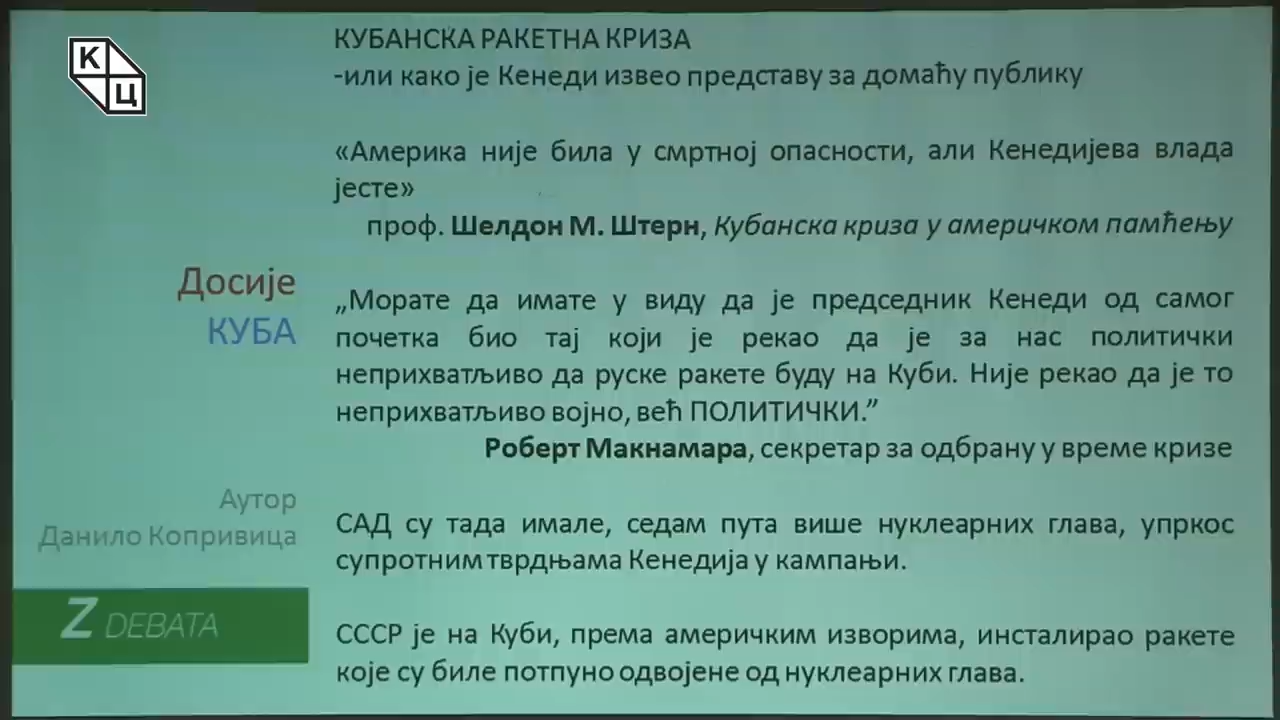 К
Ц
КУБАНСКА РАКЕТНА КРИЗА
-или како је Кенеди извео представу за домаћу публику
«Америка није била у смртној опасности, али Кенедијева влада
јесте»
проф. Шелдон М. Штерн, Кубанска криза у америчком памћењу
Досије
КУБА
„Морате да имате у виду да је председник Кенеди од самог
почетка био тај који је рекао да је за нас политички
неприхватљиво да руске ракете буду на Куби. Није рекао да је то
неприхватљиво војно, већ ПОЛИТИЧКИ.”
Роберт Макнамара, секретар за одбрану у време кризе
Аутор
Данило Копривица
САД су тада имале, седам пута више нуклеарних глава, упркос
супротним тврдњама Кенедија у кампањи.
Z DEBATA
СССР је на Куби, према америчким изворима, инсталирао ракете
које су биле потпуно одвојене од нуклеарних глава.